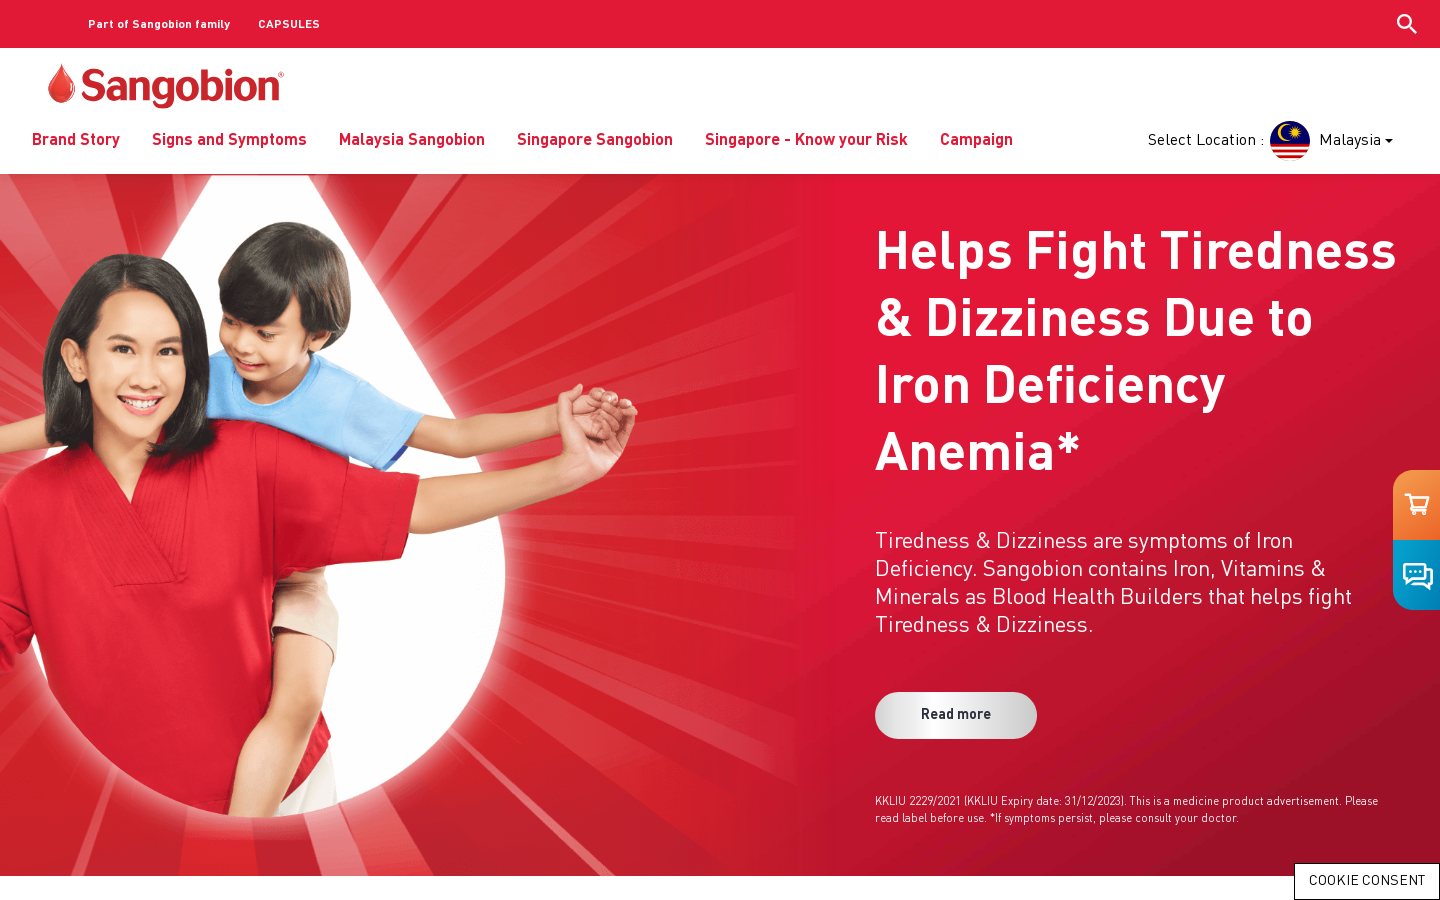 Part of Sangobion family
CAPSULES
Sangobion®
Brand Story
Signs and Symptoms
Malaysia Sangobion
Singapore Sangobion
Singapore - Know your Risk
Campaign
Select Location :
Malaysia
Helps Fight Tiredness
& Dizziness Due to
Iron Deficiency
Anemia*
Tiredness & Dizziness are symptoms of Iron
Deficiency. Sangobion contains Iron, Vitamins &
Minerals as Blood Health Builders that helps fight
Tiredness & Dizziness.
Read more
KKLIU 2229/2021 (KKLIU Expiry date: 31/12/2023). This is a medicine product advertisement. Please
read label before use. *If symptoms persist, please consult your doctor.
COOKIE CONSENT